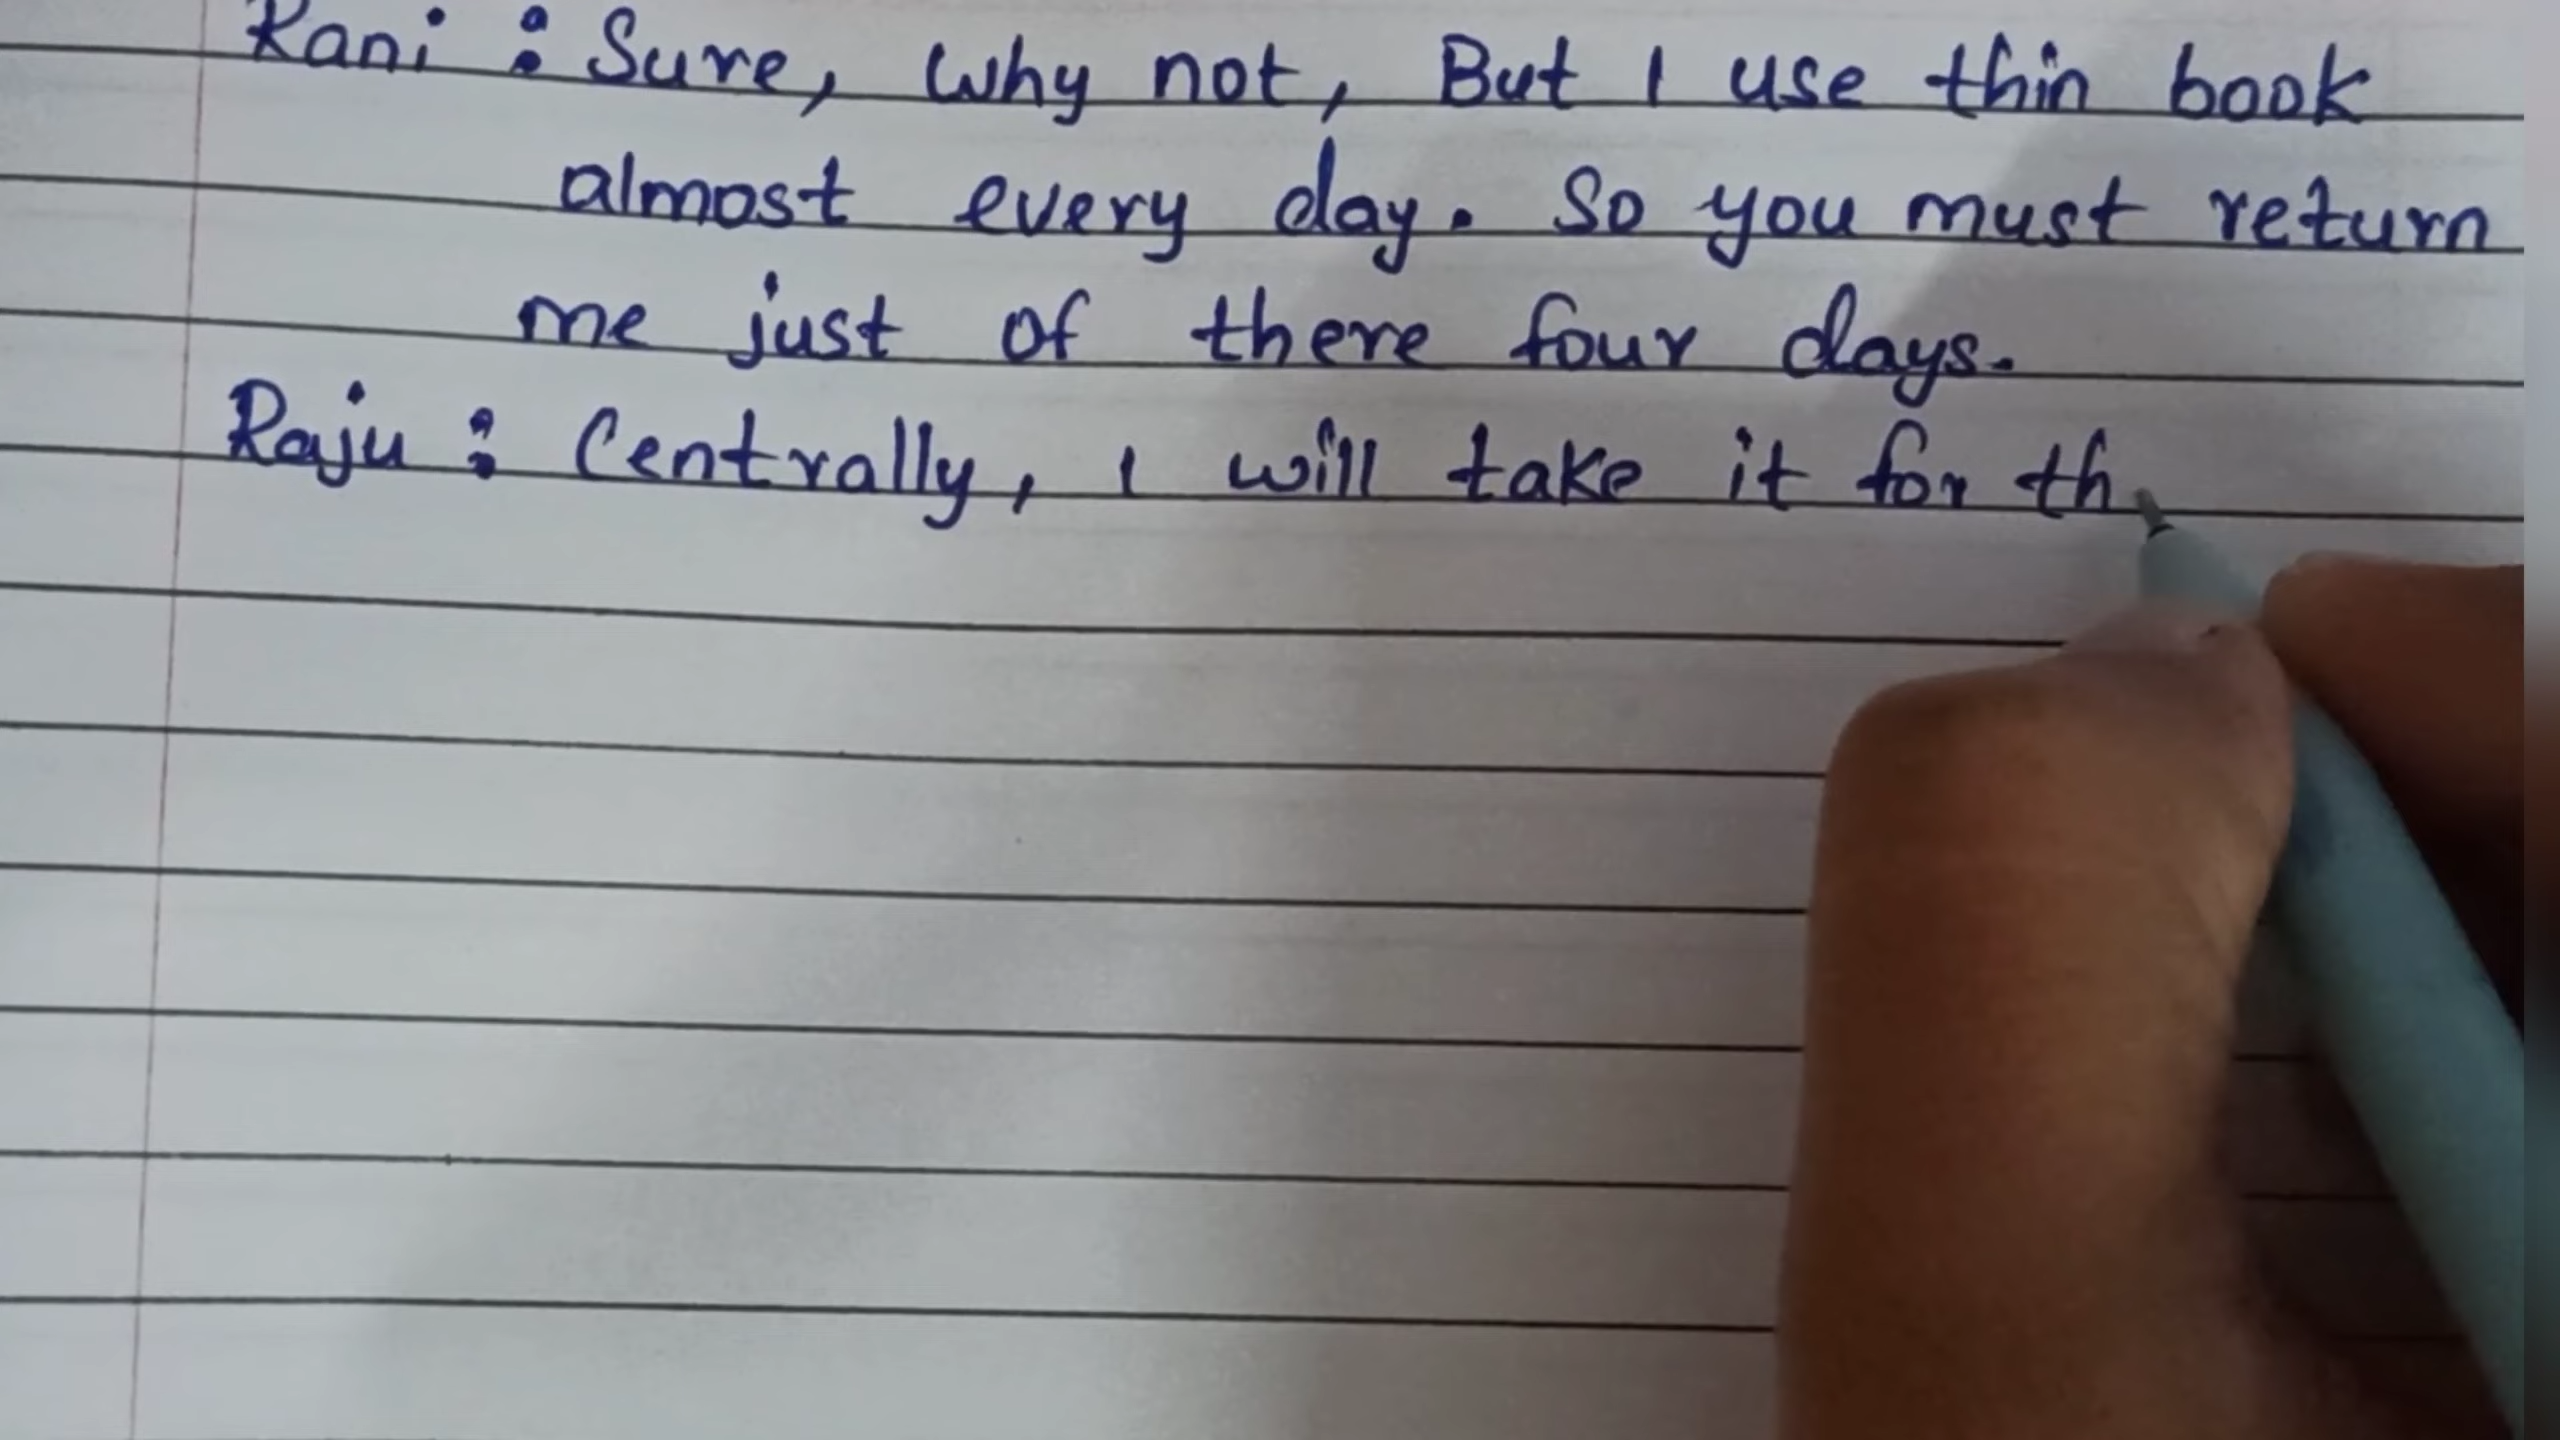 Rani : Sure, Why not, But I use thin book
almost every day. So you must return
me just of there four days.
Raju : Centrally, I will take it for th